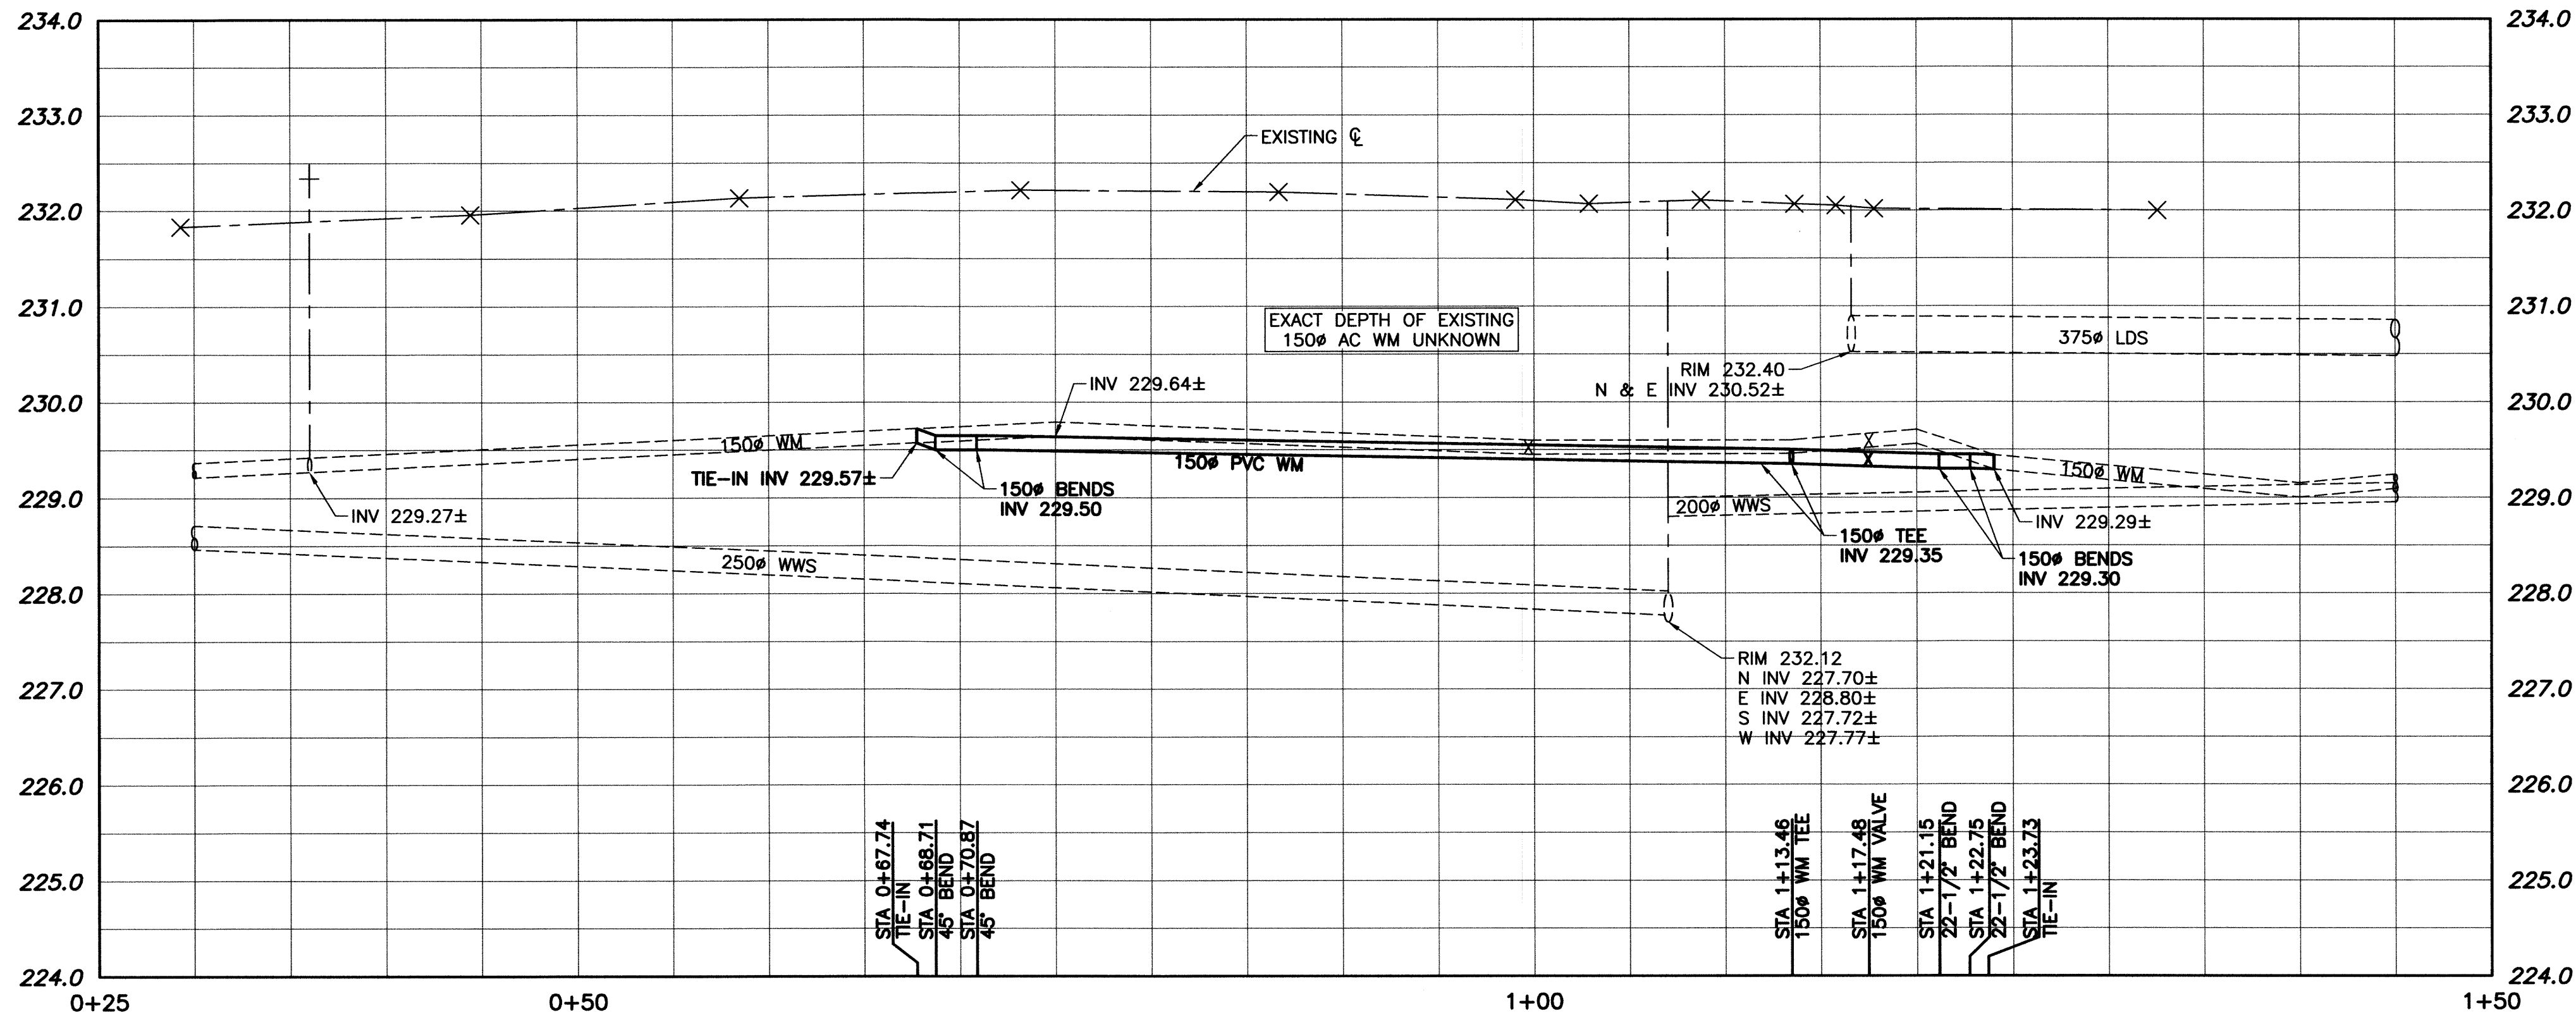 234.0
234.0
233.0
233.0
EXISTING ℄
232.0
232.0
231.0
231.0
EXACT DEPTH OF EXISTING
150ø AC WM UNKNOWN
375ø LDS
RIM 232.40
N & E INV 230.52±
INV 229.64±
230.0
230.0
150ø WM
150ø PVC WM
150ø WM
TIE-IN INV 229.57±
150ø BENDS
INV 229.50
229.0
229.0
INV 229.27±
200ø WWS
INV 229.29±
150ø TEE
INV 229.35
150ø BENDS
INV 229.30
250ø WWS
228.0
228.0
RIM 232.12
N INV 227.70±
E INV 228.80±
S INV 227.72±
W INV 227.77±
227.0
227.0
226.0
226.0
STA 0+67.74
TIE-IN
STA 0+68.71
45° BEND
STA 0+70.87
45° BEND
STA 1+13.46
150ø WM TEE
STA 1+17.48
150ø WM VALVE
STA 1+21.15
22-1/2° BEND
STA 1+22.75
22-1/2° BEND
STA 1+23.73
TIE-IN
225.0
225.0
224.0
224.0
0+25
0+50
1+00
1+50